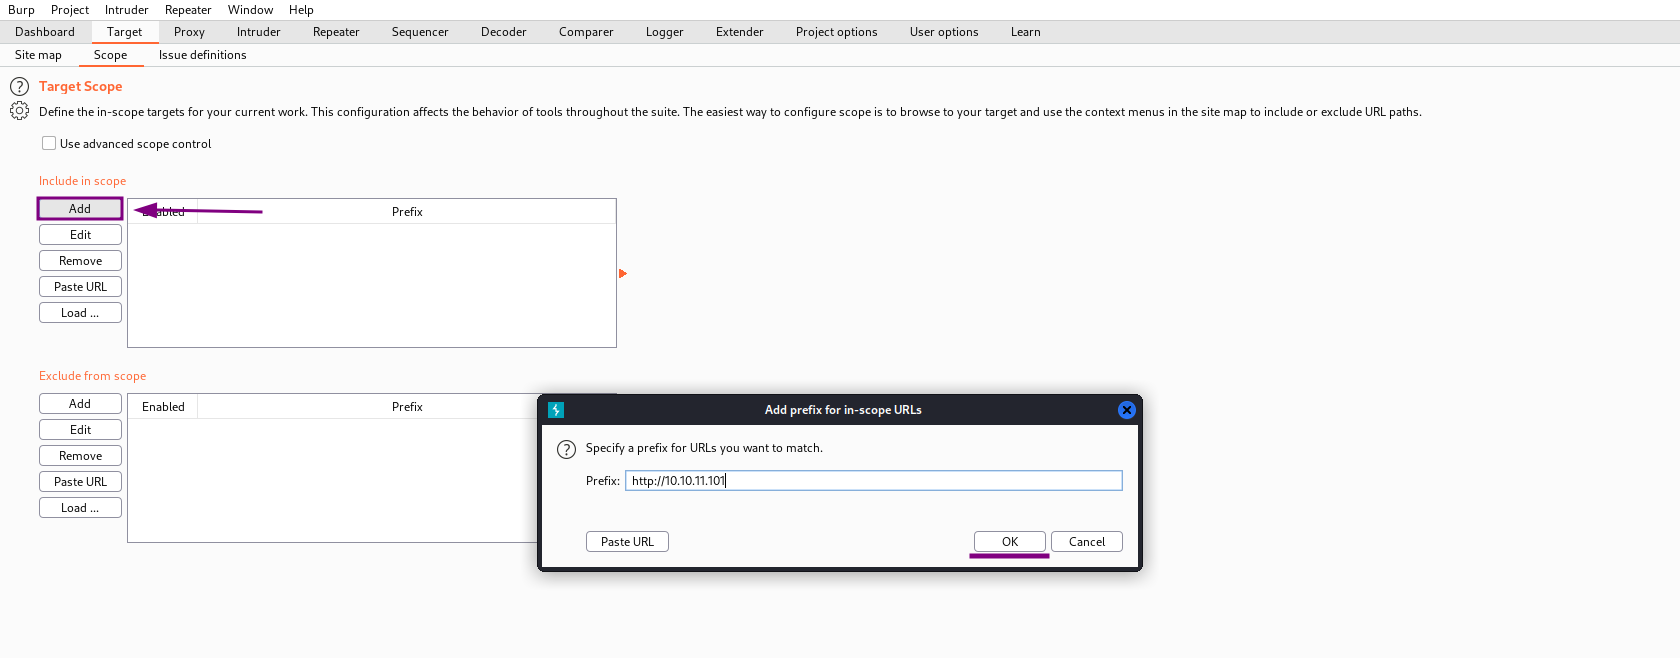 Burp Project Intruder Repeater Window Help
Dashboard Target Proxy Intruder Repeater Sequencer Decoder Comparer Logger Extender Project options User options Learn
Site map Scope Issue definitions
? Target Scope
Define the in-scope targets for your current work. This configuration affects the behavior of tools throughout the suite. The easiest way to configure scope is to browse to your target and use the context menus in the site map to include or exclude URL paths.
Use advanced scope control
Include in scope
Add
Enabled Prefix
Edit
Remove
Paste URL
Load ...
Exclude from scope
Add
Enabled Prefix
Edit
Remove
Paste URL
Load ...
Add prefix for in-scope URLs
? Specify a prefix for URLs you want to match.
Prefix: http://10.10.11.101
Paste URL OK Cancel